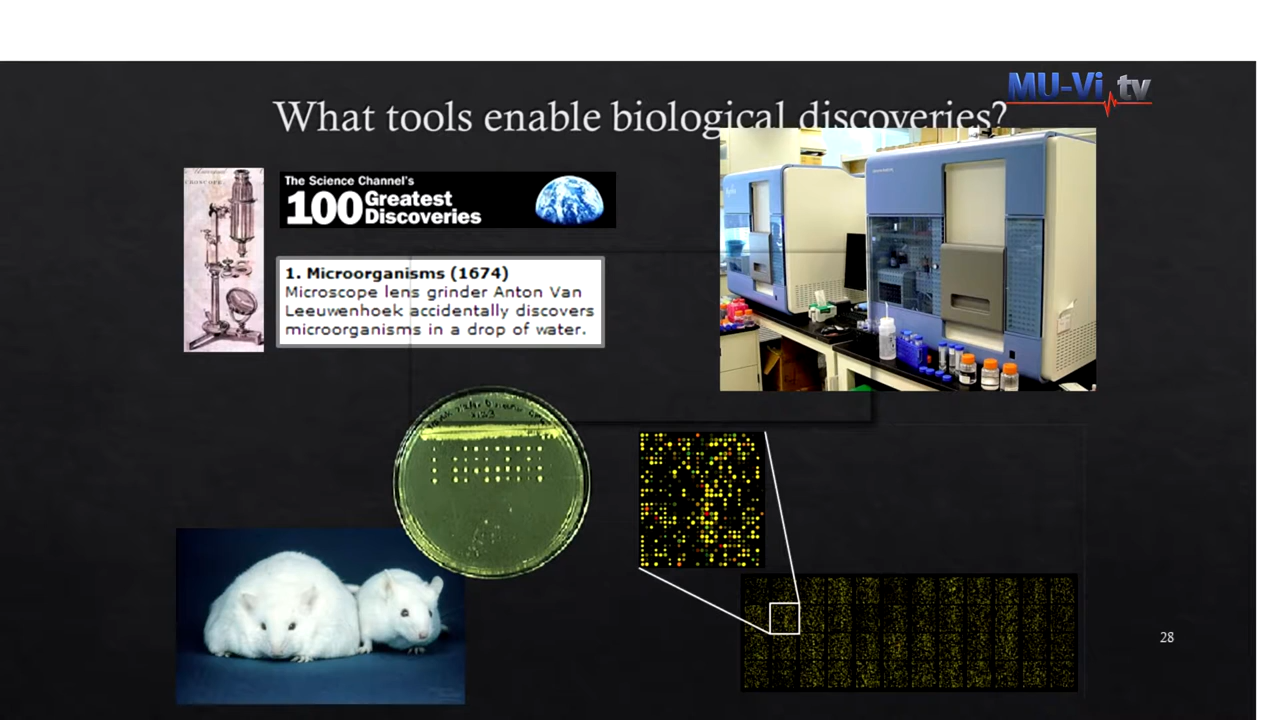 MU-Vi tv
What tools enable biological discoveries?
The Science Channel's
100 Greatest
Discoveries
1. Microorganisms (1674)
Microscope lens grinder Anton Van
Leeuwenhoek accidentally discovers
microorganisms in a drop of water.
28